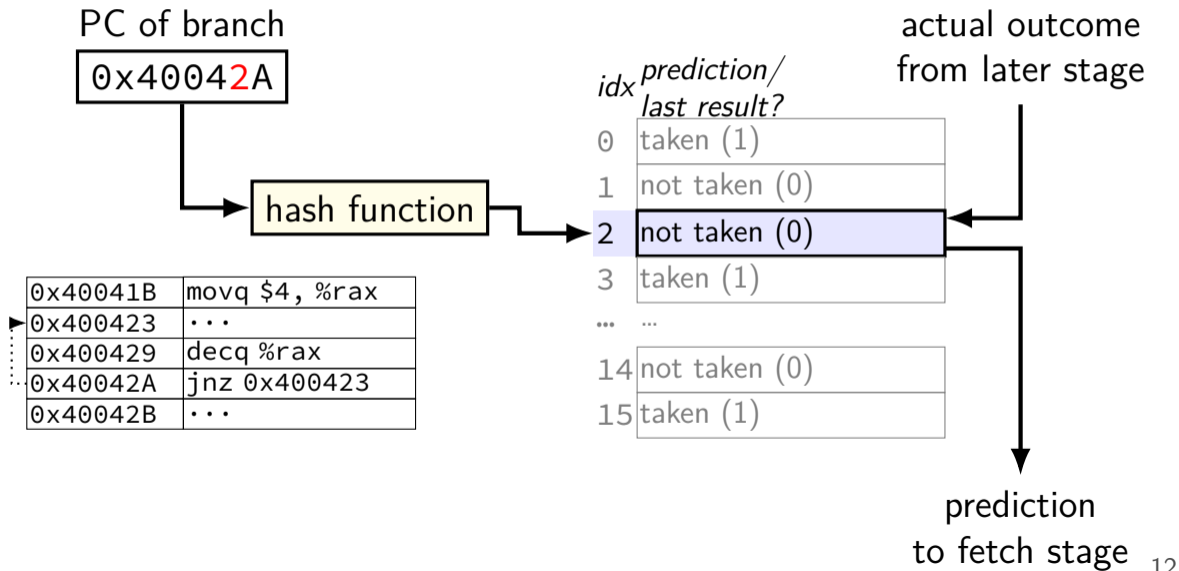 PC of branch
0x40042A
hash function
0x40041B movq $4, %rax
0x400423 ···
0x400429 decq %rax
0x40042A jnz 0x400423
0x40042B ···
idx prediction/
last result?
0 taken (1)
1 not taken (0)
2 not taken (0)
3 taken (1)
... ...
14 not taken (0)
15 taken (1)
actual outcome
from later stage
prediction
to fetch stage
12